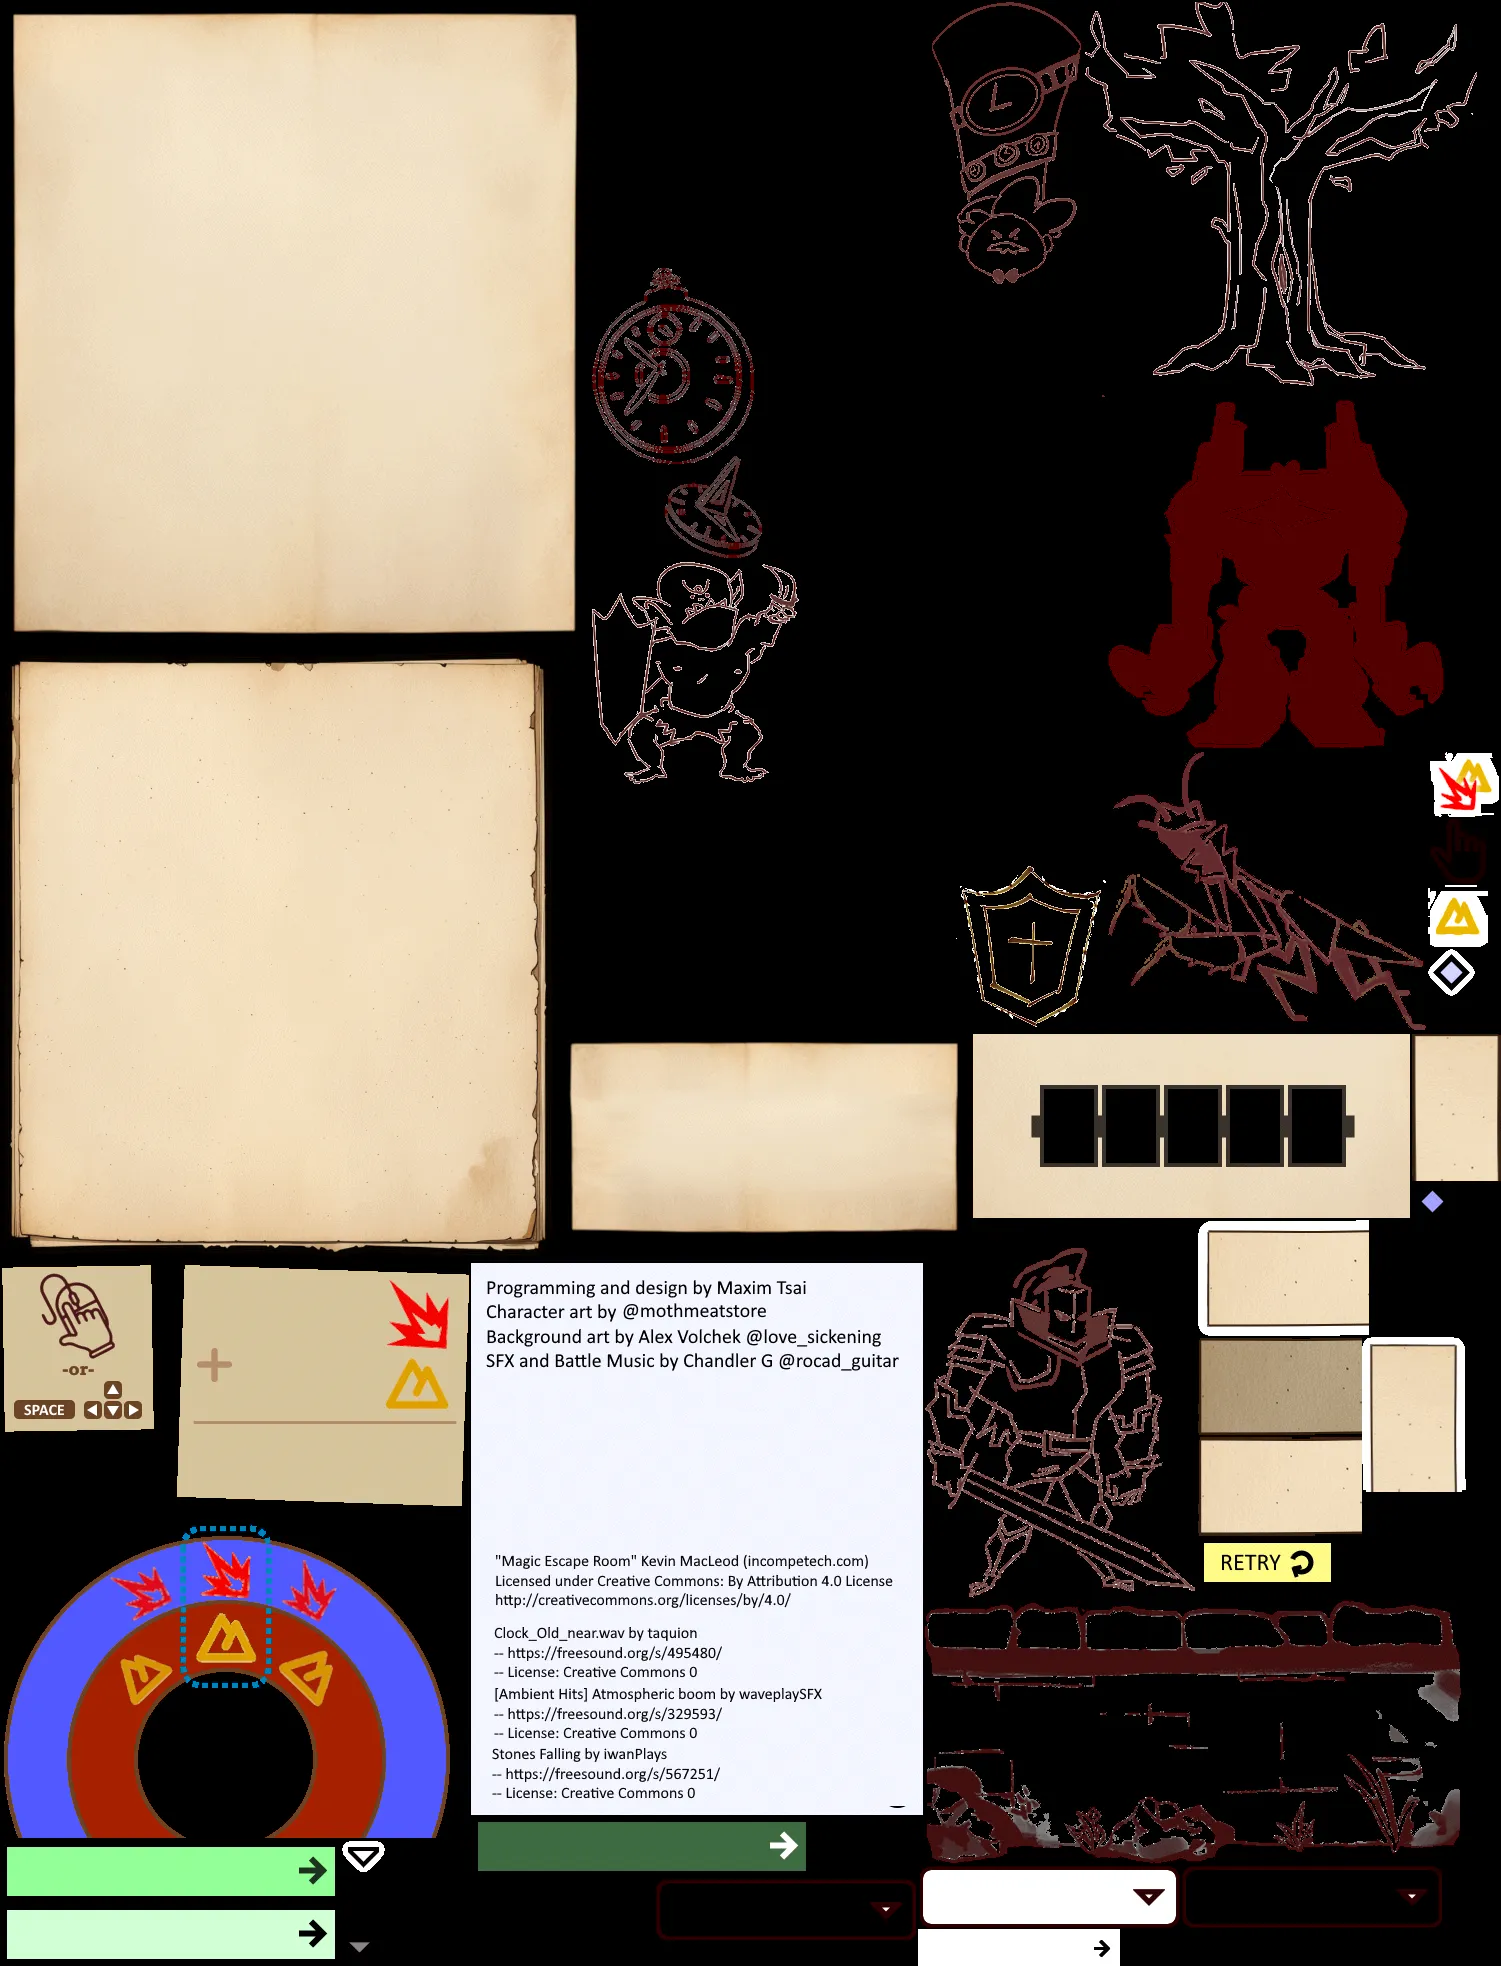 -or-
SPACE
Programming and design by Maxim Tsai
Character art by @mothmeatstore
Background art by Alex Volchek @love_sickening
SFX and Battle Music by Chandler G @rocad_guitar
"Magic Escape Room" Kevin MacLeod (incompetech.com)
Licensed under Creative Commons: By Attribution 4.0 License
http://creativecommons.org/licenses/by/4.0/
Clock_Old_near.wav by taquion
-- https://freesound.org/s/495480/
-- License: Creative Commons 0
[Ambient Hits] Atmospheric boom by waveplaySFX
-- https://freesound.org/s/329593/
-- License: Creative Commons 0
Stones Falling by iwanPlays
-- https://freesound.org/s/567251/
-- License: Creative Commons 0
RETRY